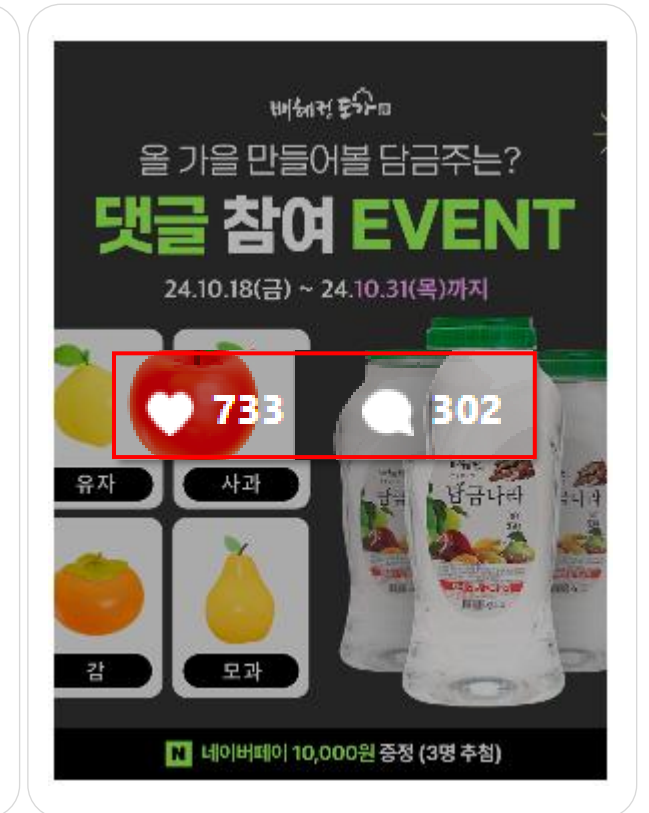 배혜정도가
올 가을 만들어볼 담금주는?
댓글 참여 EVENT
24.10.18(금) ~ 24.10.31(목)까지
733 302
유자 사과
담금나라
감 모과
N 네이버페이 10,000원 증정 (3명 추첨)